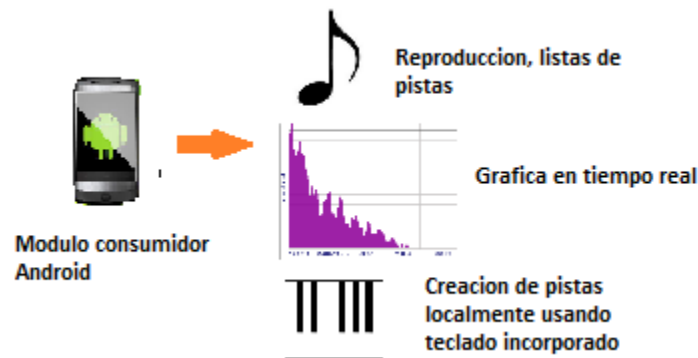 Reproduccion, listas de
pistas
Grafica en tiempo real
Modulo consumidor
Android
Creacion de pistas
localmente usando
teclado incorporado